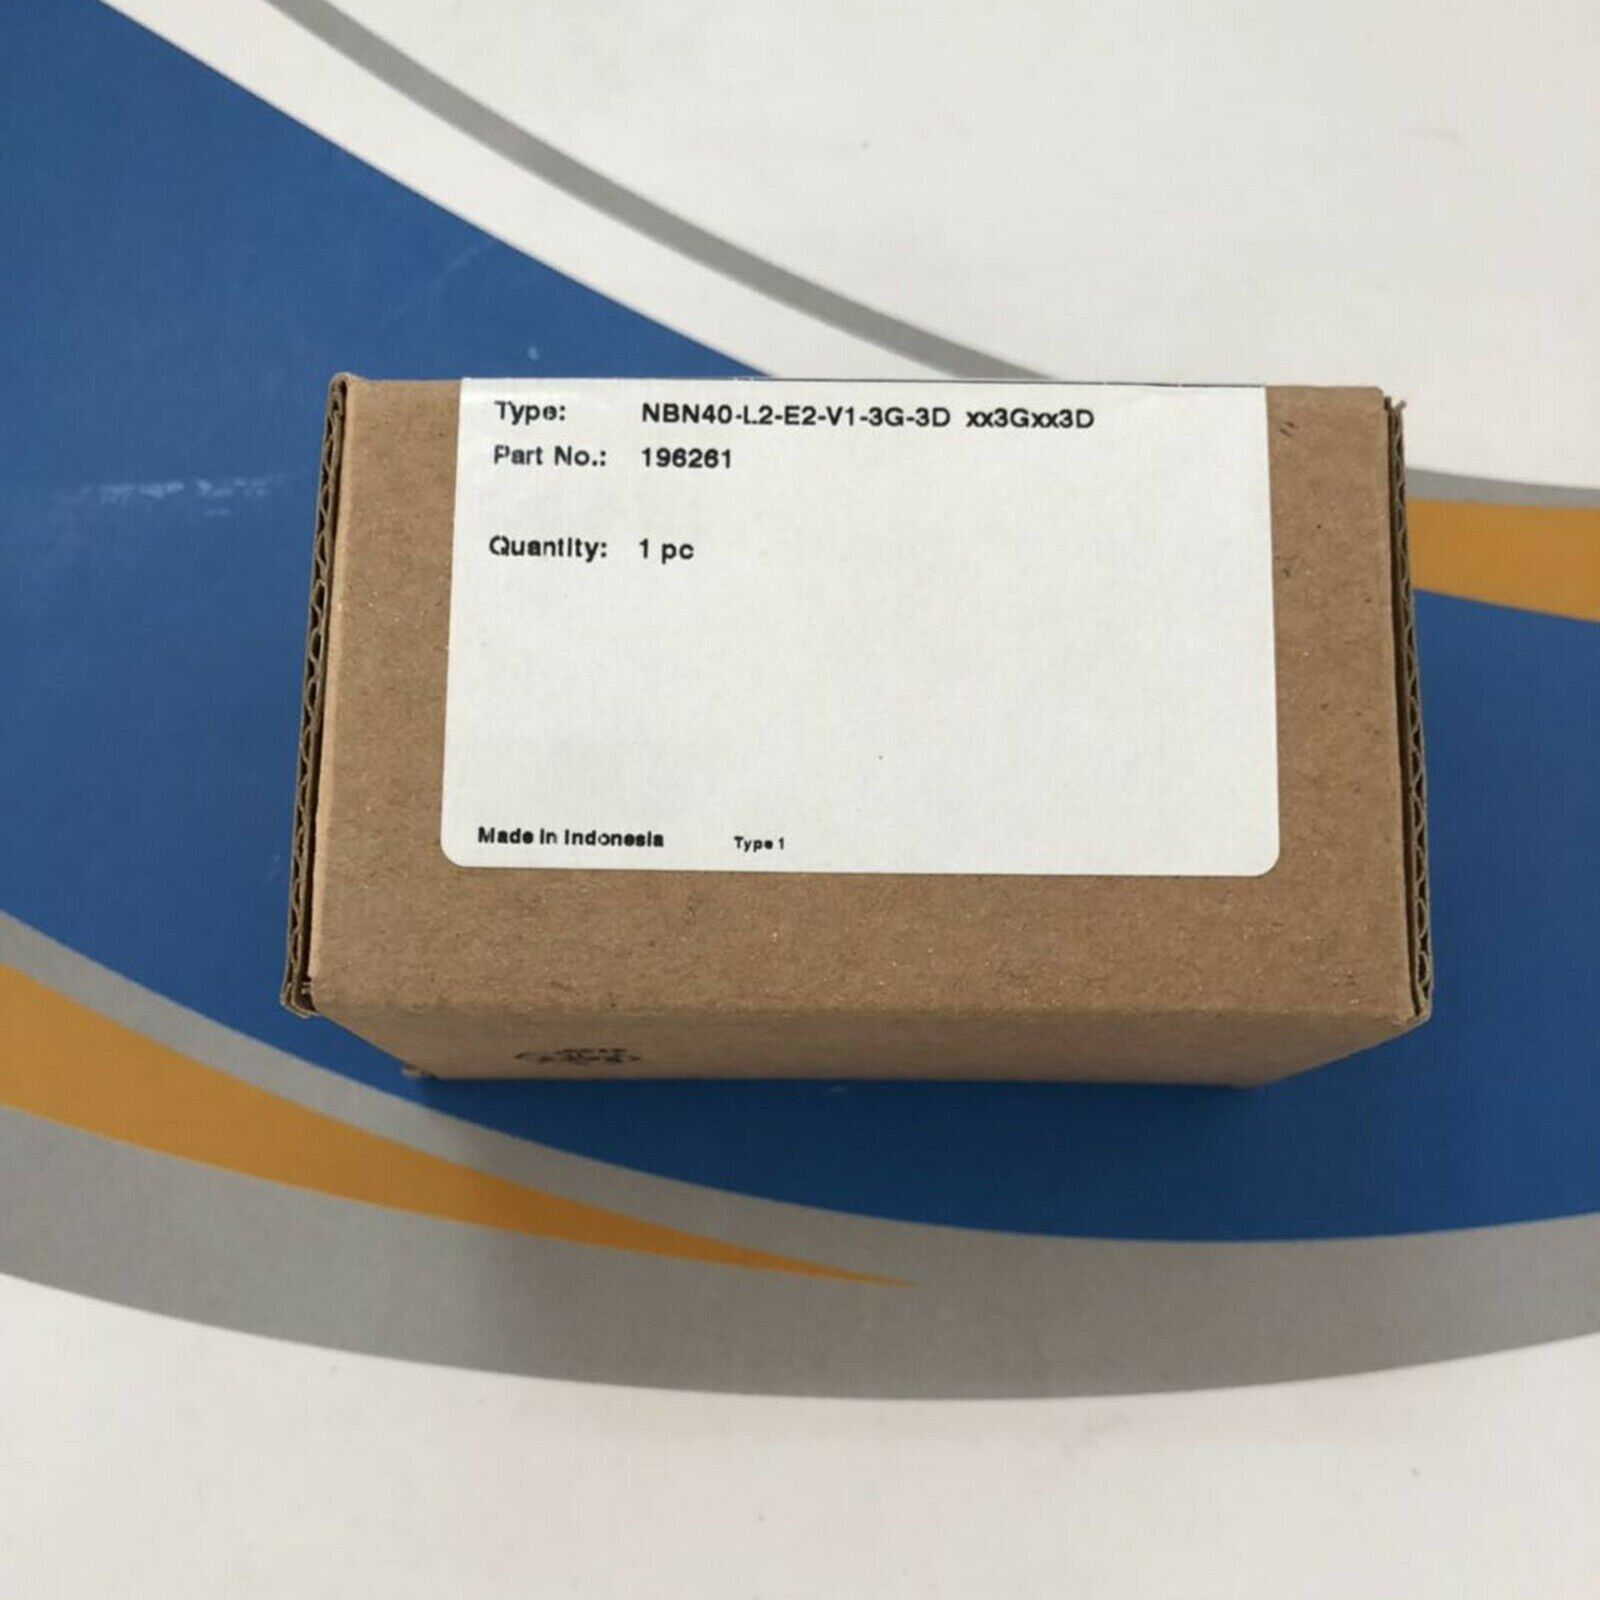 Type: NBN40-L2-E2-V1-3G-3D xx3Gxx3D
Part No.: 196261
Quantity: 1 pc
Made in Indonesia Type 1